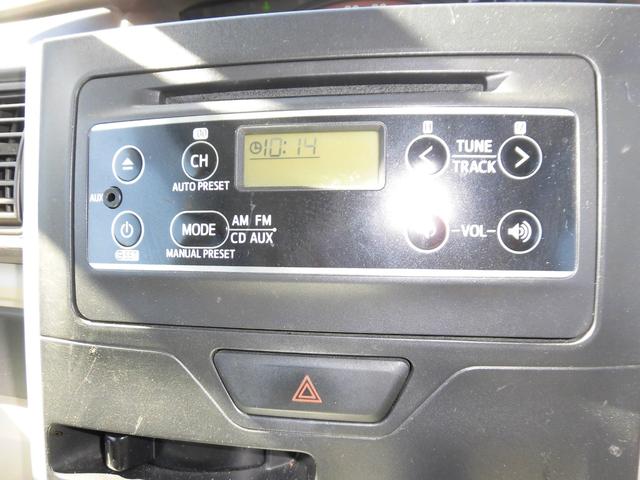 10:14
CH
AUTO PRESET
TUNE
TRACK
AUX
MODE
AM FM
CD AUX
MANUAL PRESET
VOL